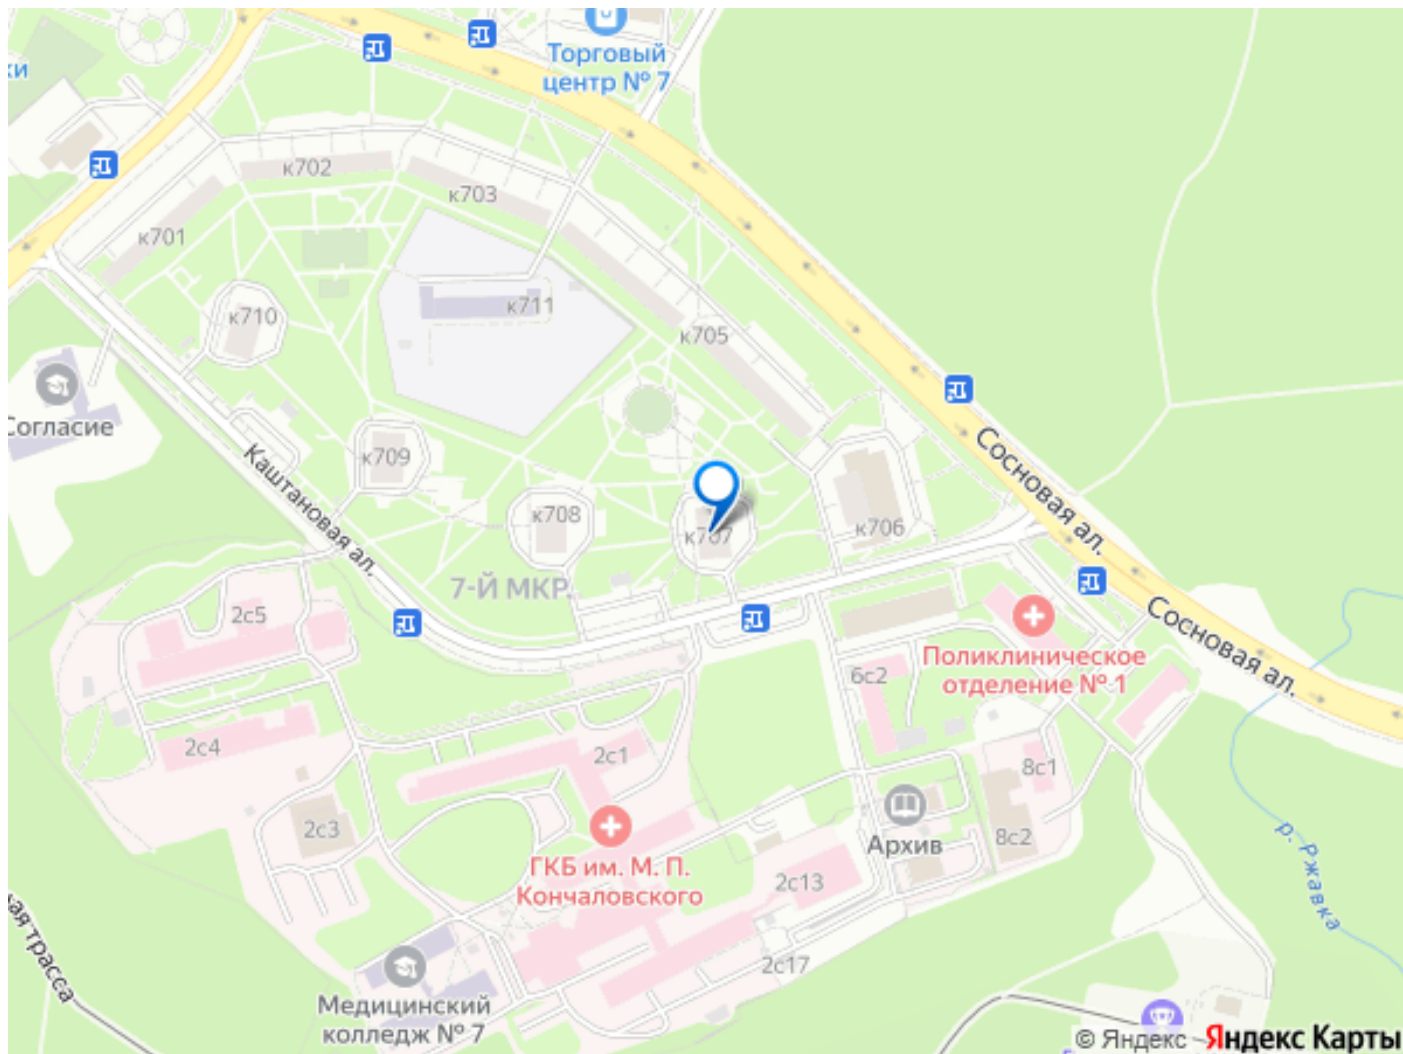 Торговый
центр № 7
ки
к702
к703
к701
к711
к710
к705
Согласие
Каштановая ал.
к709
Сосновая ал.
к708
к707
к706
7-Й МКР.
2с5
Поликлиническое
отделение № 1
Сосновая ал.
6с2
2с4
2с1
8с1
2с3
Архив
8с2
р. Ржавка
ГКБ им. М. П.
Кончаловского
2с13
ая трасса
2с17
Медицинский
колледж № 7
© Яндекс
Яндекс Карты